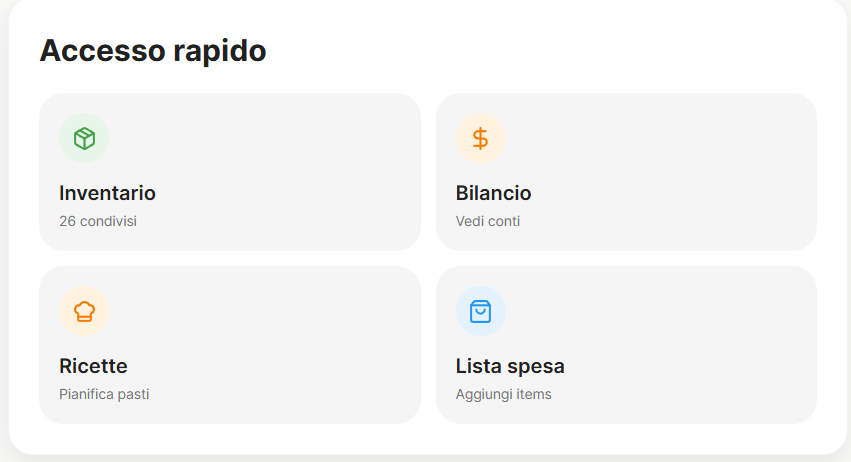 Accesso rapido
Inventario
26 condivisi
Bilancio
Vedi conti
Ricette
Pianifica pasti
Lista spesa
Aggiungi items